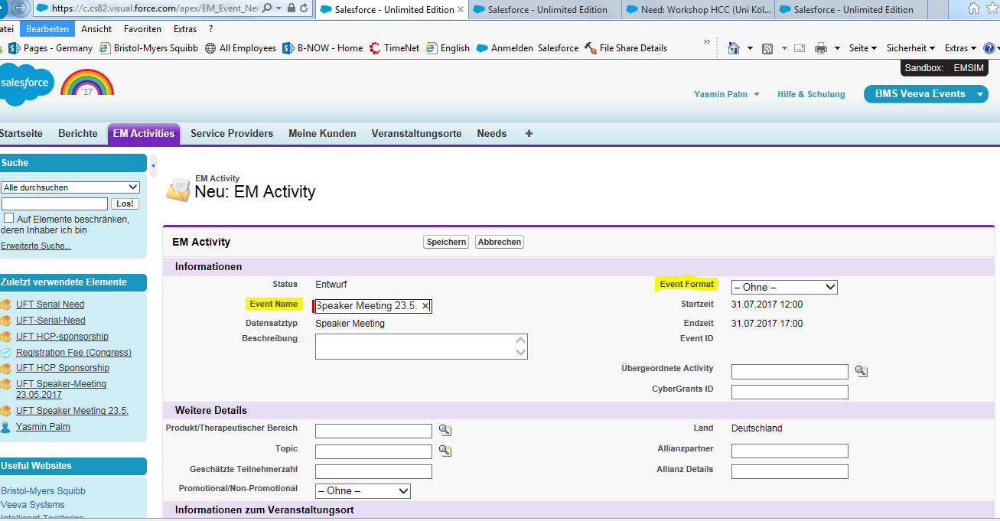 https://c.cs82.visual.force.com/apex/EM_Event_Nev
Salesforce - Unlimited Edition
Salesforce - Unlimited Edition
Need: Workshop HCC (Uni Köl...
Salesforce - Unlimited Edition
atei Bearbeiten Ansicht Favoriten Extras ?
Pages - Germany Bristol-Myers Squibb All Employees B-NOW - Home TimeNet English Anmelden Salesforce File Share Details » Seite Sicherheit Extras
Sandbox: EMSIM
salesforce '17
Yasmin Palm Hilfe & Schulung BMS Veeva Events
Startseite Berichte EM Activities Service Providers Meine Kunden Veranstaltungsorte Needs +
Suche
Alle durchsuchen
Los!
Auf Elemente beschränken,
deren Inhaber ich bin
Erweiterte Suche...
Zuletzt verwendete Elemente
UFT Serial Need
UFT-Serial-Need
UFT HCP-sponsorship
Registration Fee (Congress)
UFT HCP Sponsorship
UFT Speaker-Meeting
23.05.2017
UFT Speaker Meeting 23.5.
Yasmin Palm
Useful Websites
Bristol-Myers Squibb
Veeva Systems
Intelligent Territories
EM Activity
Neu: EM Activity
EM Activity Speichern Abbrechen
Informationen
Status Entwurf Event Format – Ohne –
Event Name Speaker Meeting 23.5. Startzeit 31.07.2017 12:00
Datensatztyp Speaker Meeting Endzeit 31.07.2017 17:00
Beschreibung Event ID
Übergeordnete Activity
CyberGrants ID
Weitere Details
Produkt/Therapeutischer Bereich Land Deutschland
Topic Allianzpartner
Geschätzte Teilnehmerzahl Allianz Details
Promotional/Non-Promotional – Ohne –
Informationen zum Veranstaltungsort